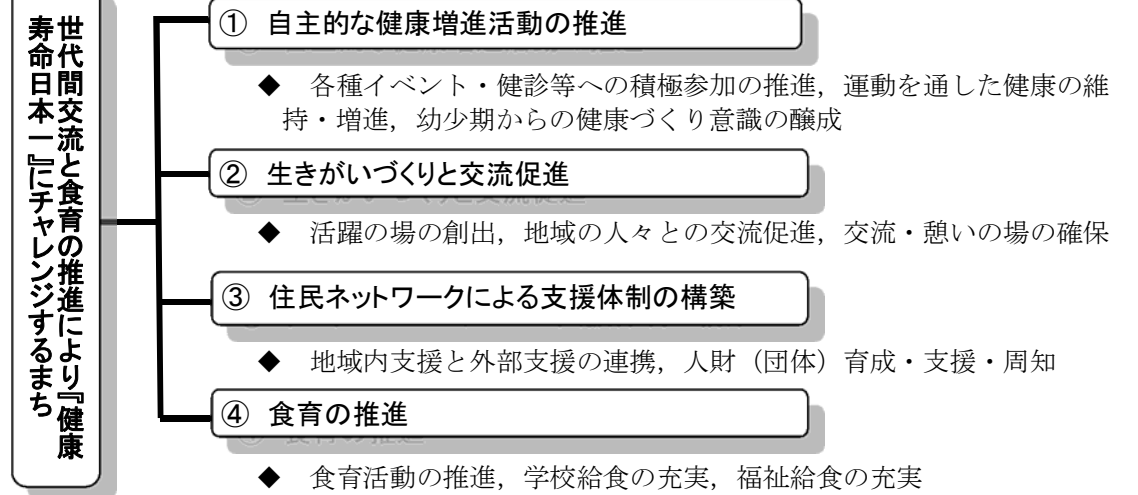 世代間交流と食育の推進により『健康
寿命日本一』にチャレンジするまち
① 自主的な健康増進活動の推進
◆ 各種イベント・健診等への積極参加の推進，運動を通した健康の維
持・増進，幼少期からの健康づくり意識の醸成
② 生きがいづくりと交流促進
◆ 活躍の場の創出，地域の人々との交流促進，交流・憩いの場の確保
③ 住民ネットワークによる支援体制の構築
◆ 地域内支援と外部支援の連携，人財（団体）育成・支援・周知
④ 食育の推進
◆ 食育活動の推進，学校給食の充実，福祉給食の充実